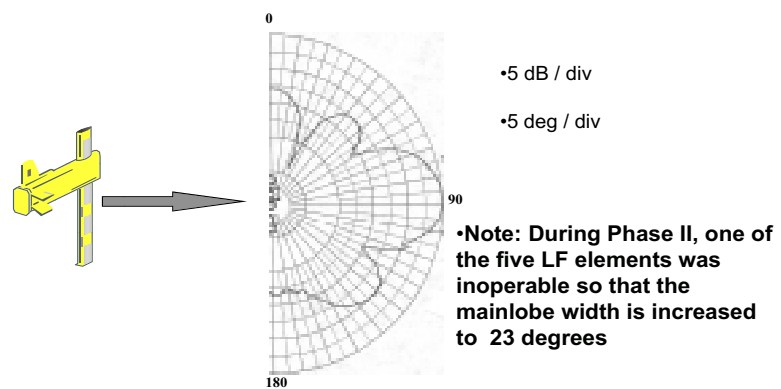 0
•5 dB / div
•5 deg / div
90
•Note: During Phase II, one of
the five LF elements was
inoperable so that the
mainlobe width is increased
to 23 degrees
180